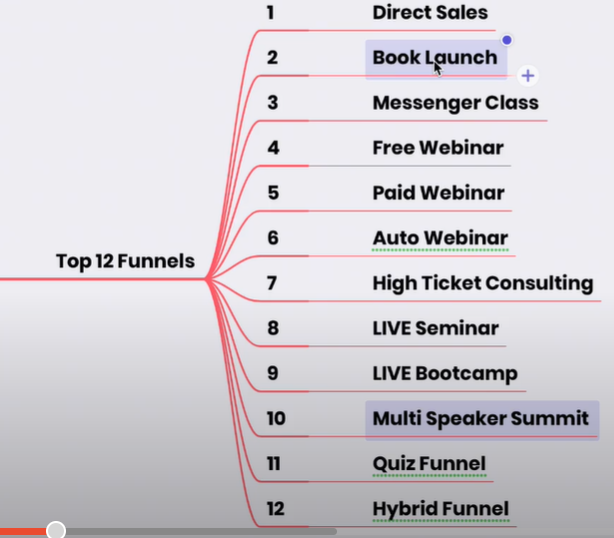 1 Direct Sales
2 Book Launch
3 Messenger Class
4 Free Webinar
5 Paid Webinar
6 Auto Webinar
Top 12 Funnels
7 High Ticket Consulting
8 LIVE Seminar
9 LIVE Bootcamp
10 Multi Speaker Summit
11 Quiz Funnel
12 Hybrid Funnel